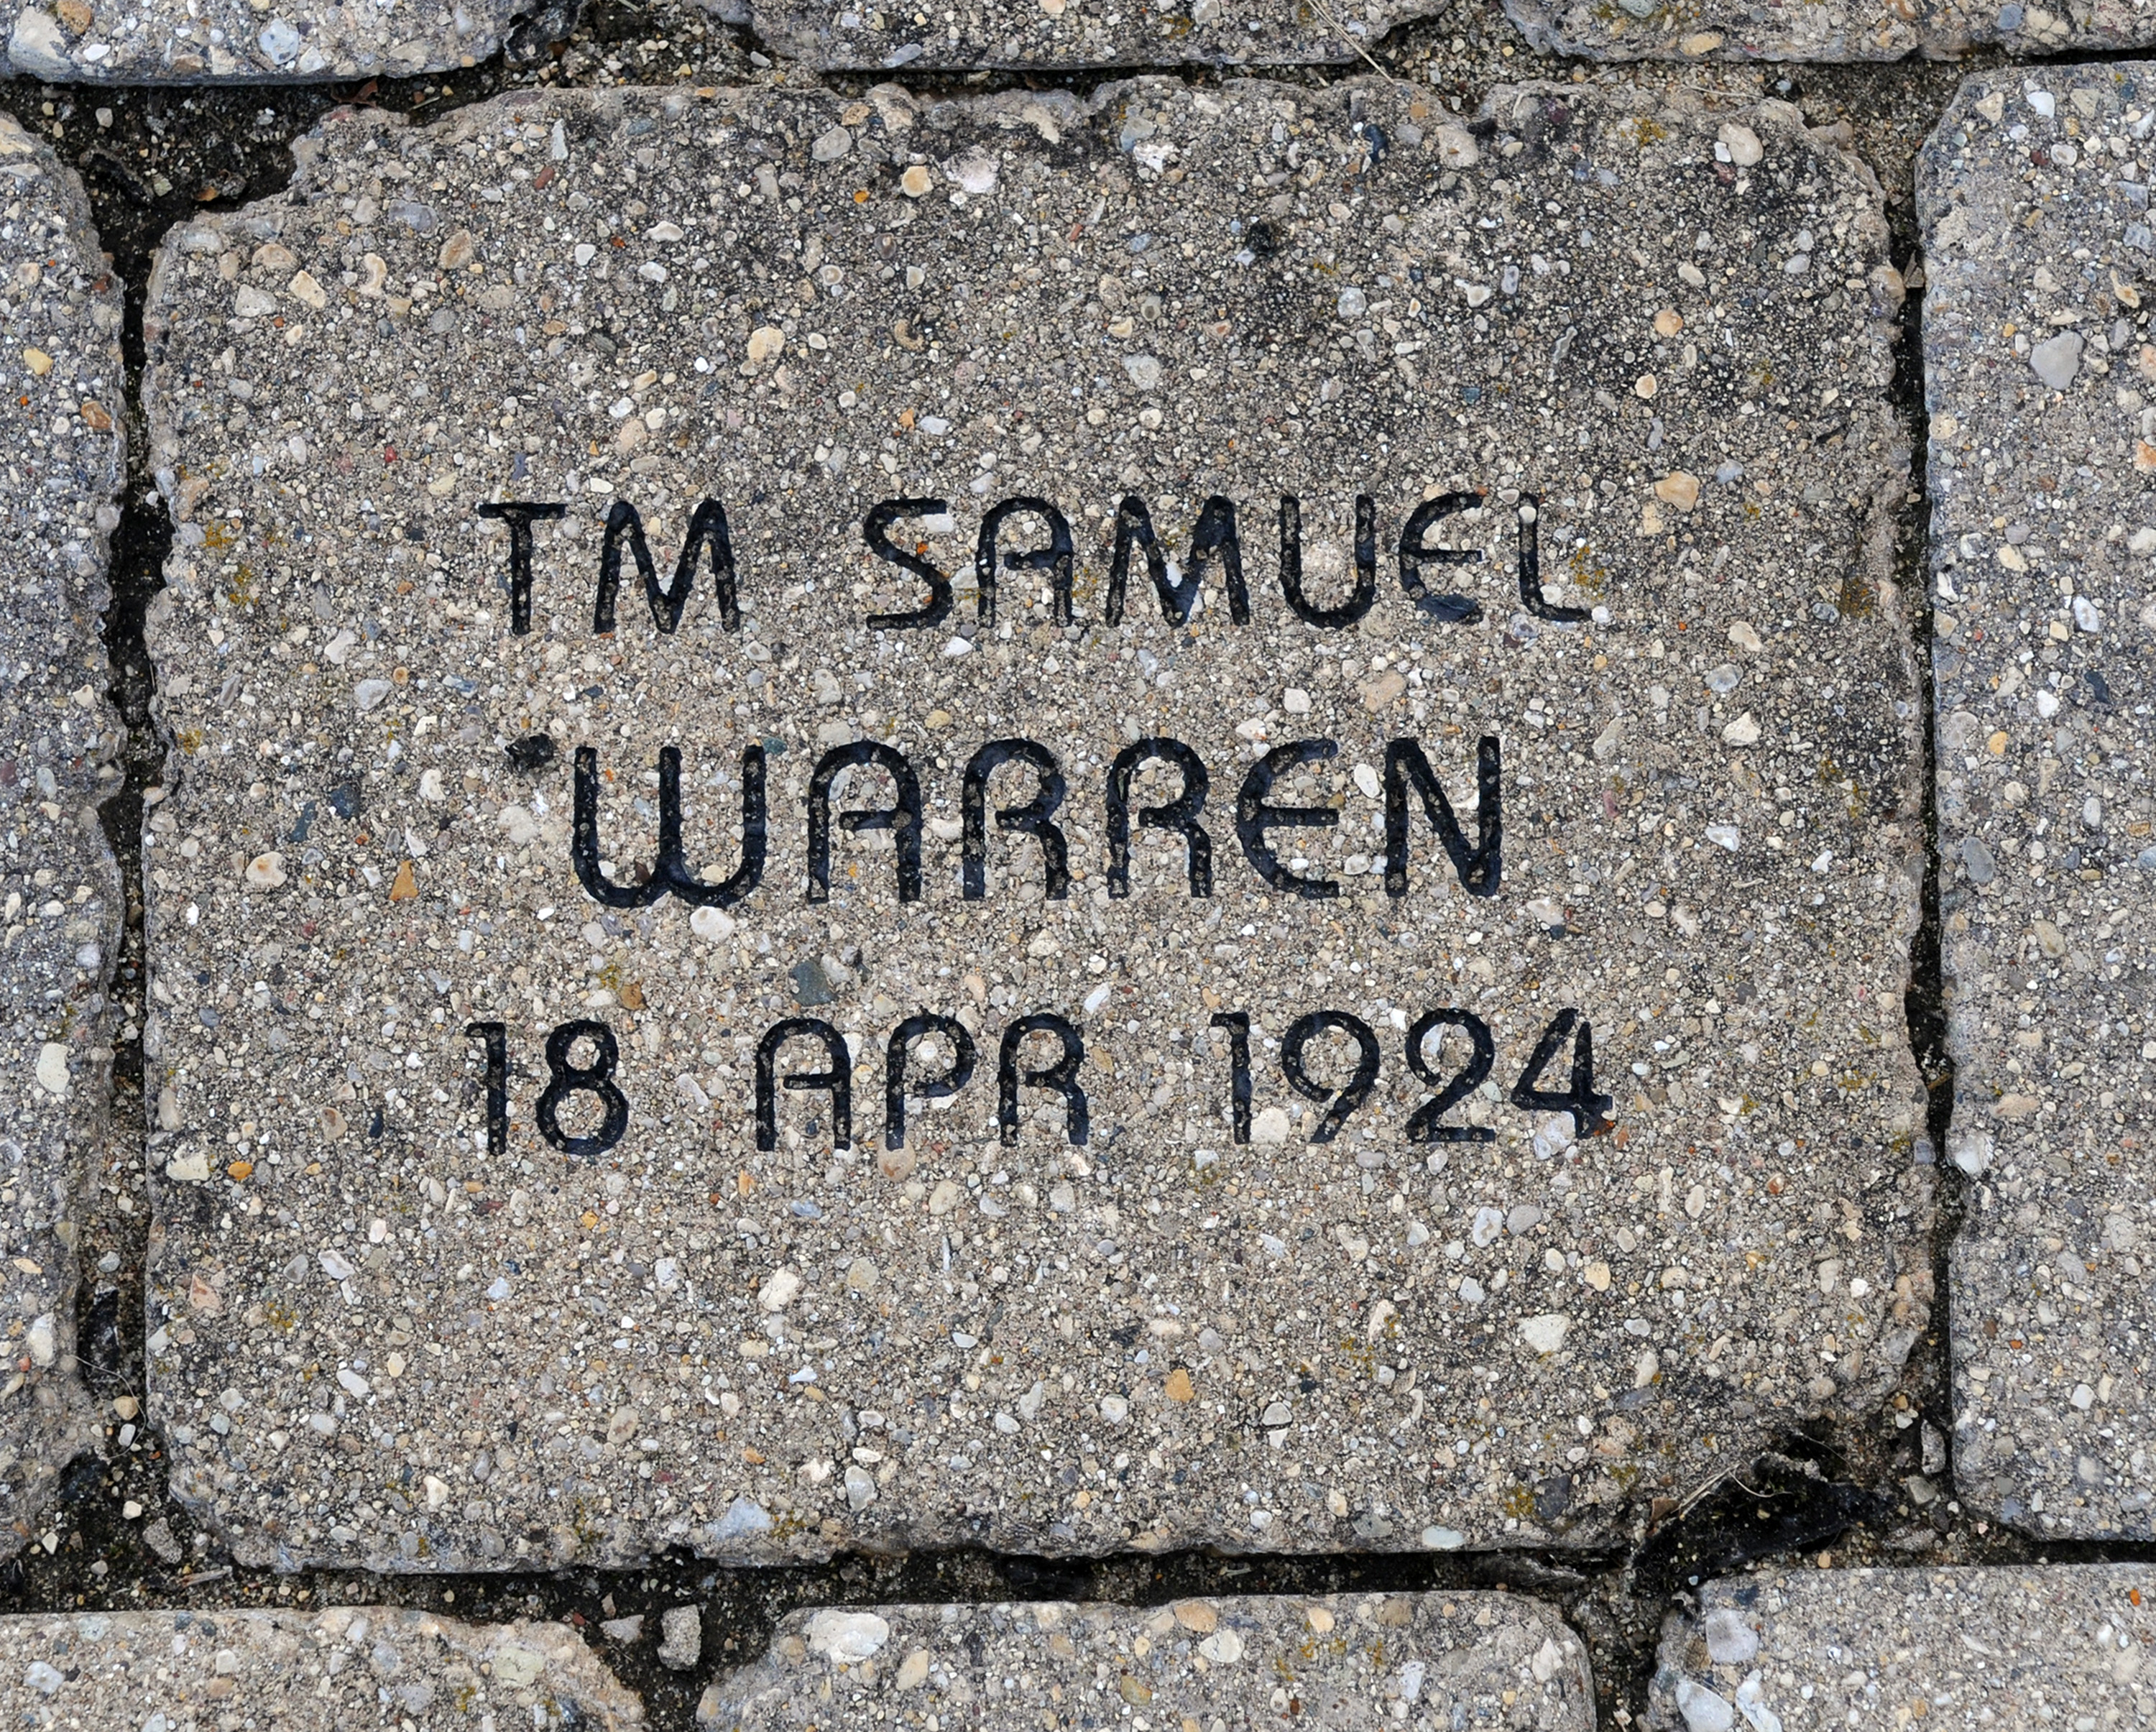 TM SAMUEL
WARREN
18 APR 1924